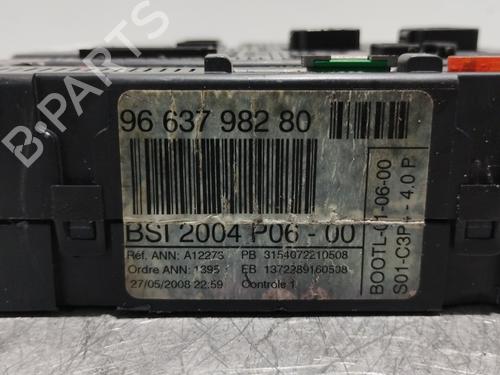 96 637 982 80
BSI 2004 P06 - 00
Réf. ANN: A12273 PB 3154072210508
Ordre ANN: 1395 EB 1372289160508
27/05/2008 22:59 Controle 1
BOOTL-01-06-00
S01-C3P4 - 4.0 P
B-Parts